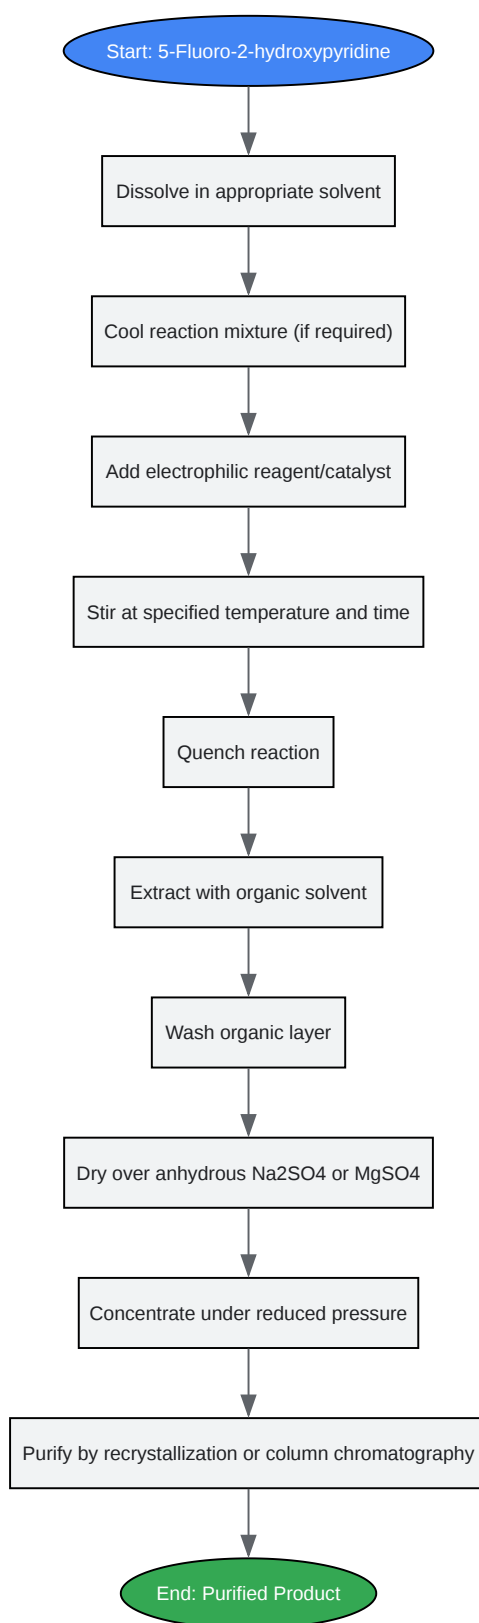 Start: 5-Fluoro-2-hydroxypyridine
Dissolve in appropriate solvent
Cool reaction mixture (if required)
Add electrophilic reagent/catalyst
Stir at specified temperature and time
Quench reaction
Extract with organic solvent
Wash organic layer
Dry over anhydrous Na2SO4 or MgSO4
Concentrate under reduced pressure
Purify by recrystallization or column chromatography
End: Purified Product